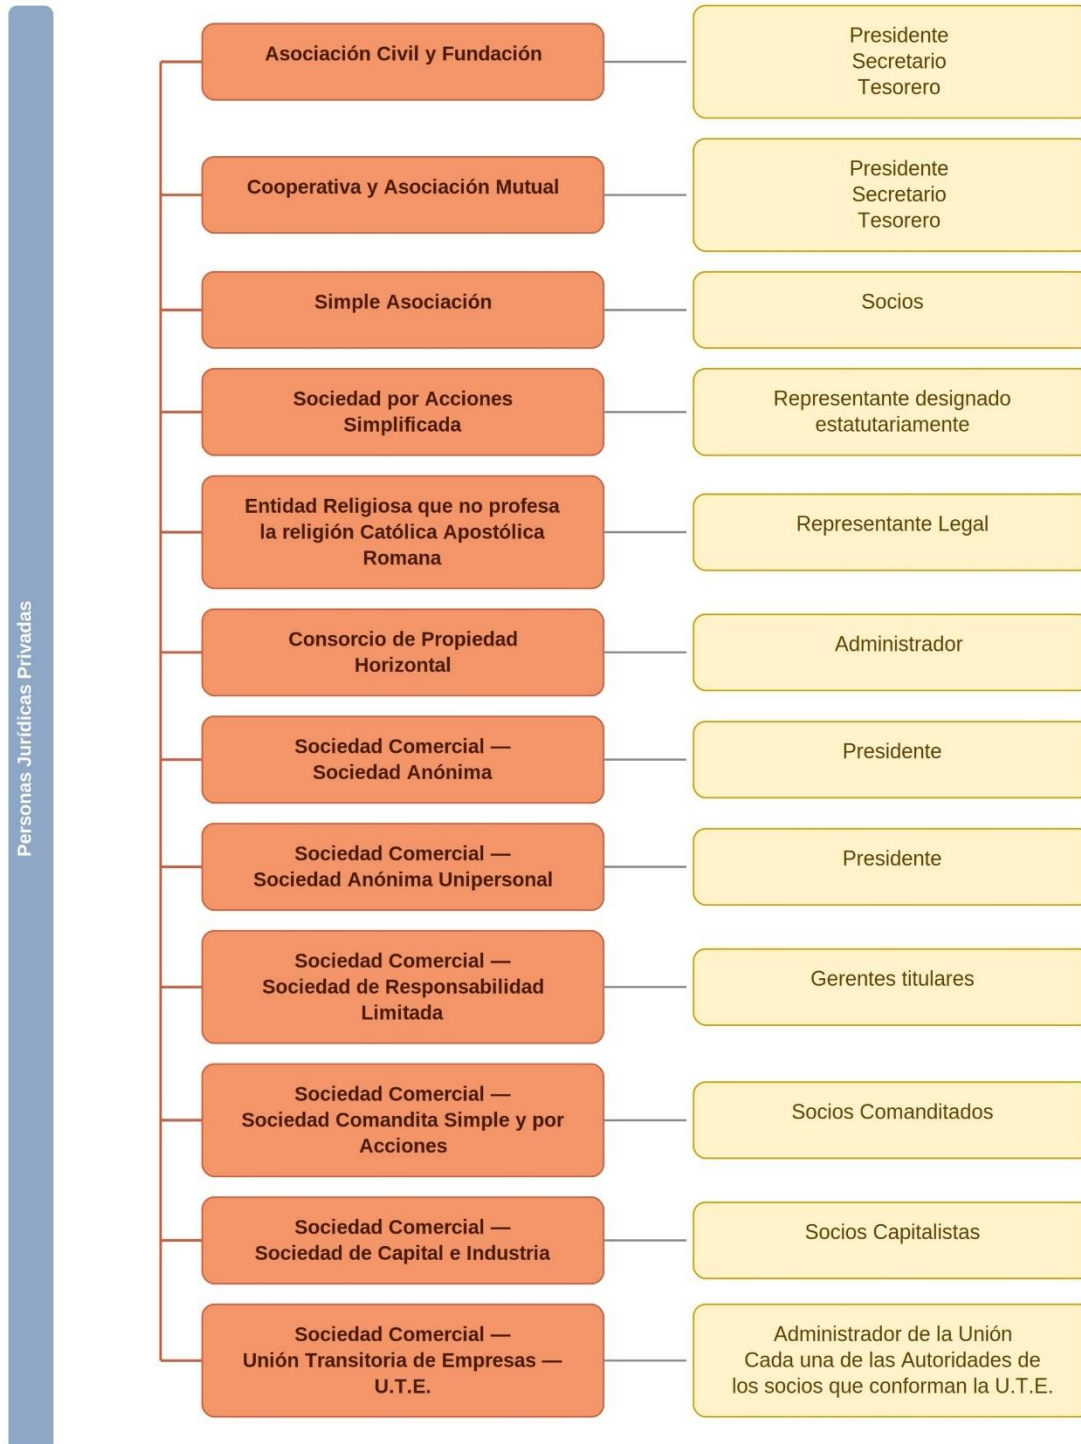 Personas Jurídicas Privadas
Asociación Civil y Fundación
Presidente
Secretario
Tesorero
Cooperativa y Asociación Mutual
Presidente
Secretario
Tesorero
Simple Asociación
Socios
Sociedad por Acciones
Simplificada
Representante designado
estatutariamente
Entidad Religiosa que no profesa
la religión Católica Apostólica
Romana
Representante Legal
Consorcio de Propiedad
Horizontal
Administrador
Sociedad Comercial —
Sociedad Anónima
Presidente
Sociedad Comercial —
Sociedad Anónima Unipersonal
Presidente
Sociedad Comercial —
Sociedad de Responsabilidad
Limitada
Gerentes titulares
Sociedad Comercial —
Sociedad Comandita Simple y por
Acciones
Socios Comanditados
Sociedad Comercial —
Sociedad de Capital e Industria
Socios Capitalistas
Sociedad Comercial —
Unión Transitoria de Empresas —
U.T.E.
Administrador de la Unión
Cada una de las Autoridades de
los socios que conforman la U.T.E.